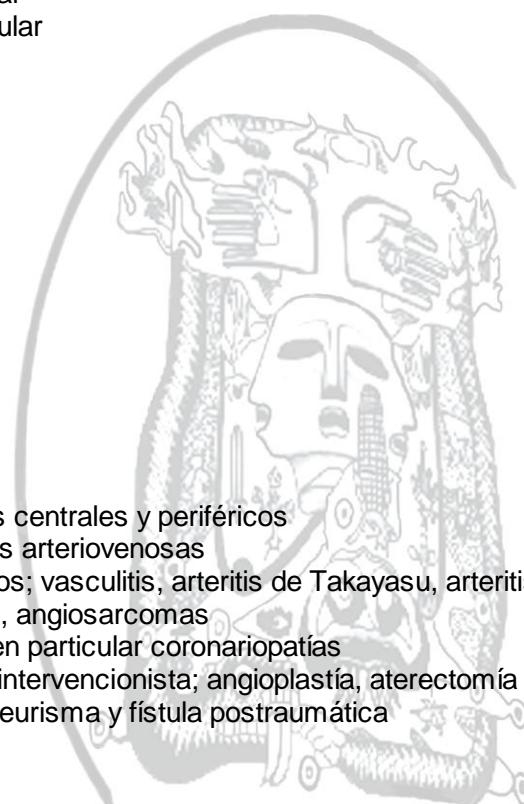 ular
s centrales y periféricos
s arteriovenosas
os; vasculitis, arteritis de Takayasu, arteritis
, angiosarcomas
en particular coronariopatías
intervencionista; angioplastía, aterectomía
eurisma y fístula postraumática